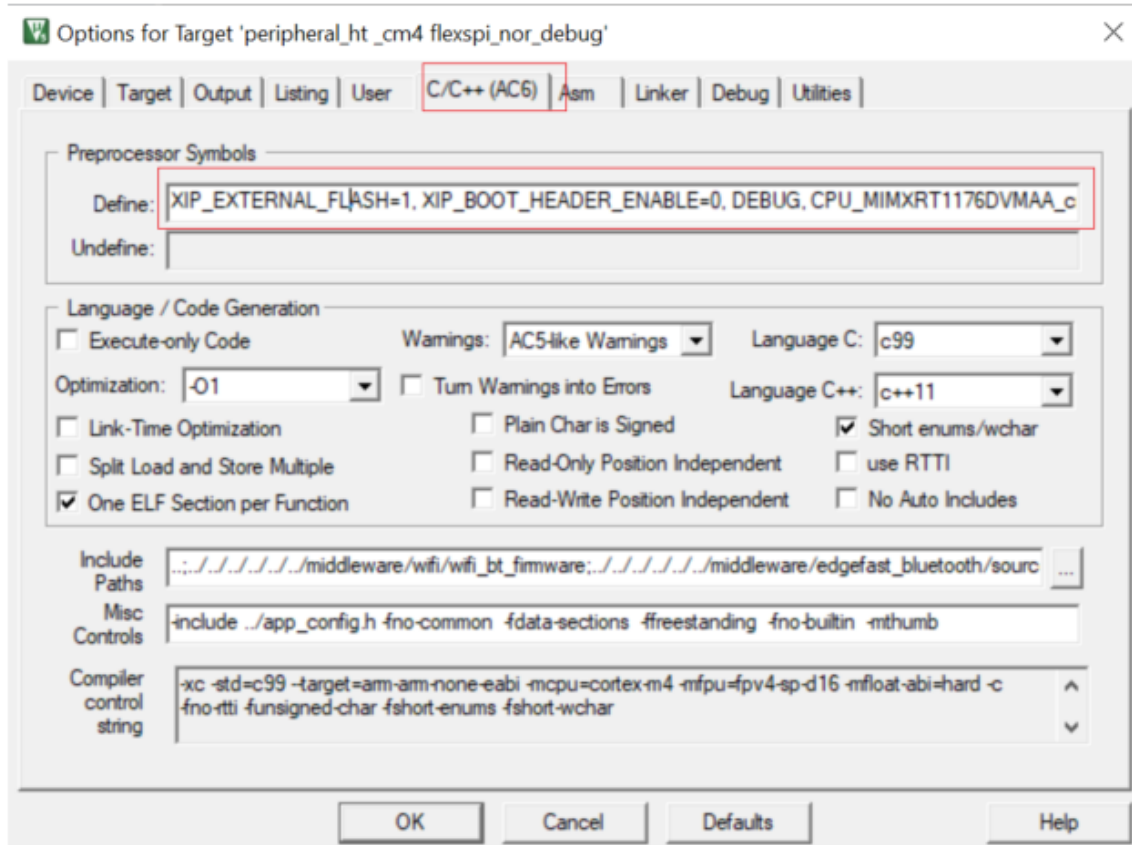 Options for Target 'peripheral_ht _cm4 flexspi_nor_debug'
Device Target Output Listing User C/C++ (AC6) Asm Linker Debug Utilities
Preprocessor Symbols
Define: XIP_EXTERNAL_FLASH=1, XIP_BOOT_HEADER_ENABLE=0, DEBUG, CPU_MIMXRT1176DVMAA_c
Undefine:
Language / Code Generation
Execute-only Code Warnings: AC5-like Warnings Language C: c99
Optimization: -O1 Turn Warnings into Errors Language C++: c++11
Link-Time Optimization Plain Char is Signed Short enums/wchar
Split Load and Store Multiple Read-Only Position Independent use RTTI
One ELF Section per Function Read-Write Position Independent No Auto Includes
Include Paths ..;../../../../../../middleware/wifi/wifi_bt_firmware;../../../../../../middleware/edgefast_bluetooth/sourc ...
Misc Controls -include ../app_config.h -fno-common -fdata-sections -ffreestanding -fno-builtin -mthumb
Compiler control string -xc -std=c99 --target=arm-arm-none-eabi -mcpu=cortex-m4 -mfpu=fpv4-sp-d16 -mfloat-abi=hard -c
-fno-rtti -funsigned-char -fshort-enums -fshort-wchar
OK Cancel Defaults Help